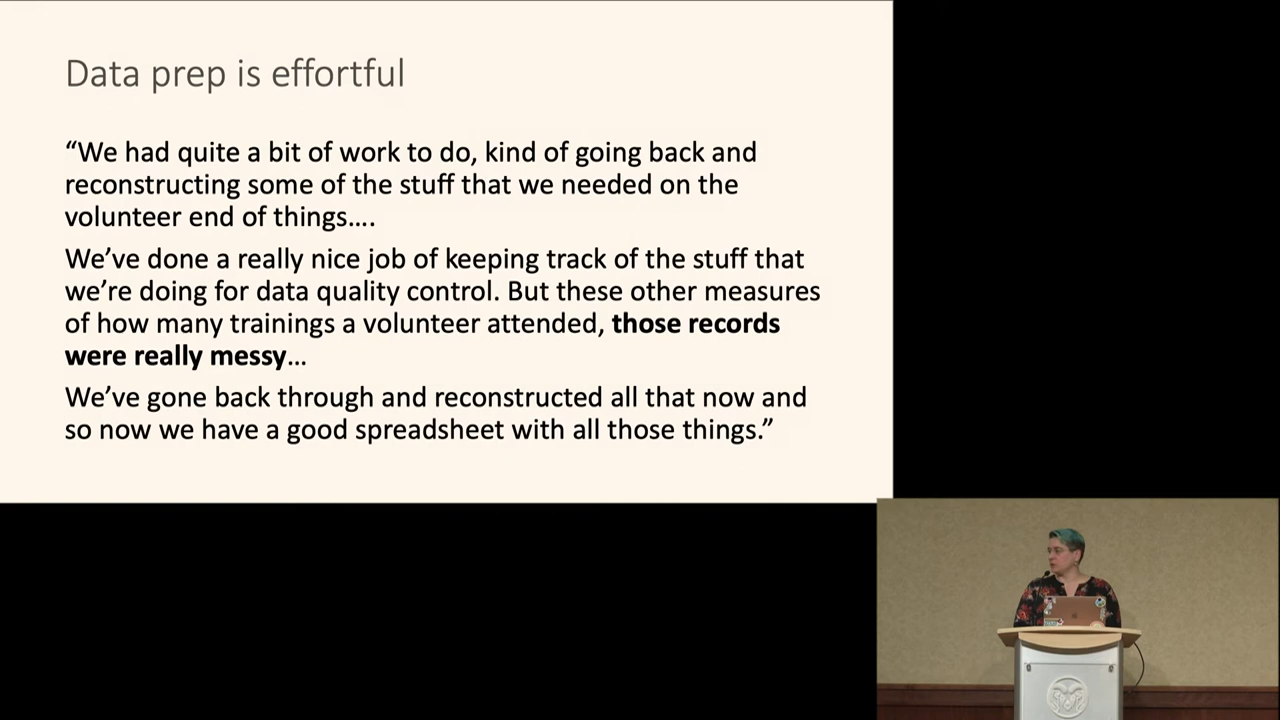 Data prep is effortful
“We had quite a bit of work to do, kind of going back and
reconstructing some of the stuff that we needed on the
volunteer end of things….
We’ve done a really nice job of keeping track of the stuff that
we’re doing for data quality control. But these other measures
of how many trainings a volunteer attended, those records
were really messy…
We’ve gone back through and reconstructed all that now and
so now we have a good spreadsheet with all those things.”